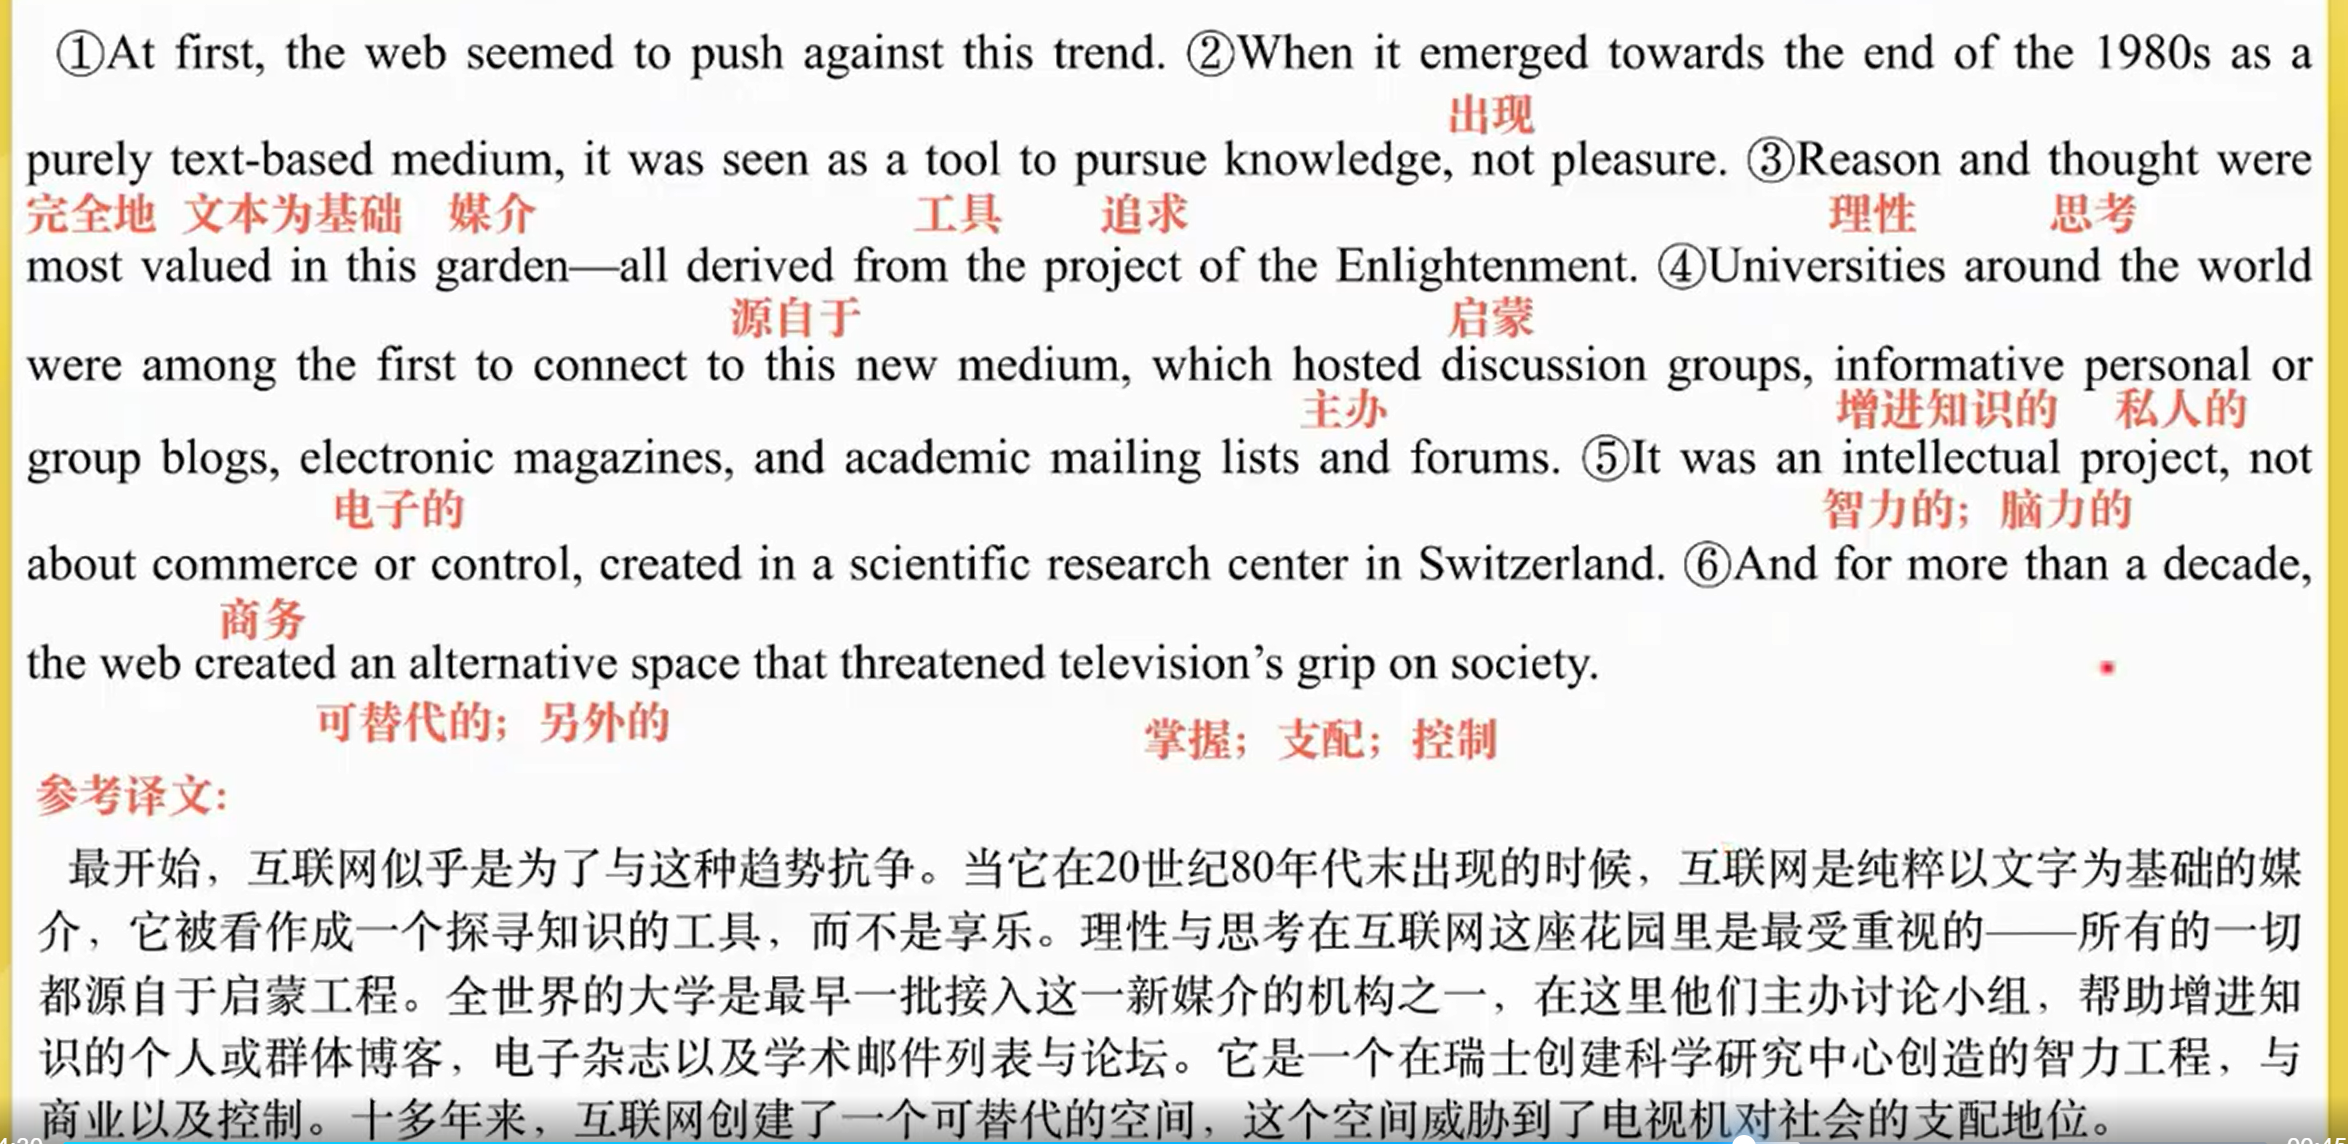 ①At first, the web seemed to push against this trend. ②When it emerged towards the end of the 1980s as a
出现
purely text-based medium, it was seen as a tool to pursue knowledge, not pleasure. ③Reason and thought were
完全地 文本为基础 媒介 工具 追求 理性 思考
most valued in this garden—all derived from the project of the Enlightenment. ④Universities around the world
源自于 启蒙
were among the first to connect to this new medium, which hosted discussion groups, informative personal or
主办 增进知识的 私人的
group blogs, electronic magazines, and academic mailing lists and forums. ⑤It was an intellectual project, not
电子的 智力的；脑力的
about commerce or control, created in a scientific research center in Switzerland. ⑥And for more than a decade,
商务
the web created an alternative space that threatened television’s grip on society.
可替代的；另外的 掌握；支配；控制
参考译文：
最开始，互联网似乎是为了与这种趋势抗争。当它在20世纪80年代末出现的时候，互联网是纯粹以文字为基础的媒
介，它被看作成一个探寻知识的工具，而不是享乐。理性与思考在互联网这座花园里是最受重视的——所有的一切
都源自于启蒙工程。全世界的大学是最早一批接入这一新媒介的机构之一，在这里他们主办讨论小组，帮助增进知
识的个人或群体博客，电子杂志以及学术邮件列表与论坛。它是一个在瑞士创建科学研究中心创造的智力工程，与
商业以及控制。十多年来，互联网创建了一个可替代的空间，这个空间威胁到了电视机对社会的支配地位。